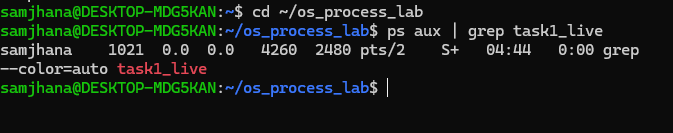 samjhana@DESKTOP-MDG5KAN:~$ cd ~/os_process_lab
samjhana@DESKTOP-MDG5KAN:~/os_process_lab$ ps aux | grep task1_live
samjhana    1021  0.0  0.0   4260  2480 pts/2    S+   04:44   0:00 grep
--color=auto task1_live
samjhana@DESKTOP-MDG5KAN:~/os_process_lab$